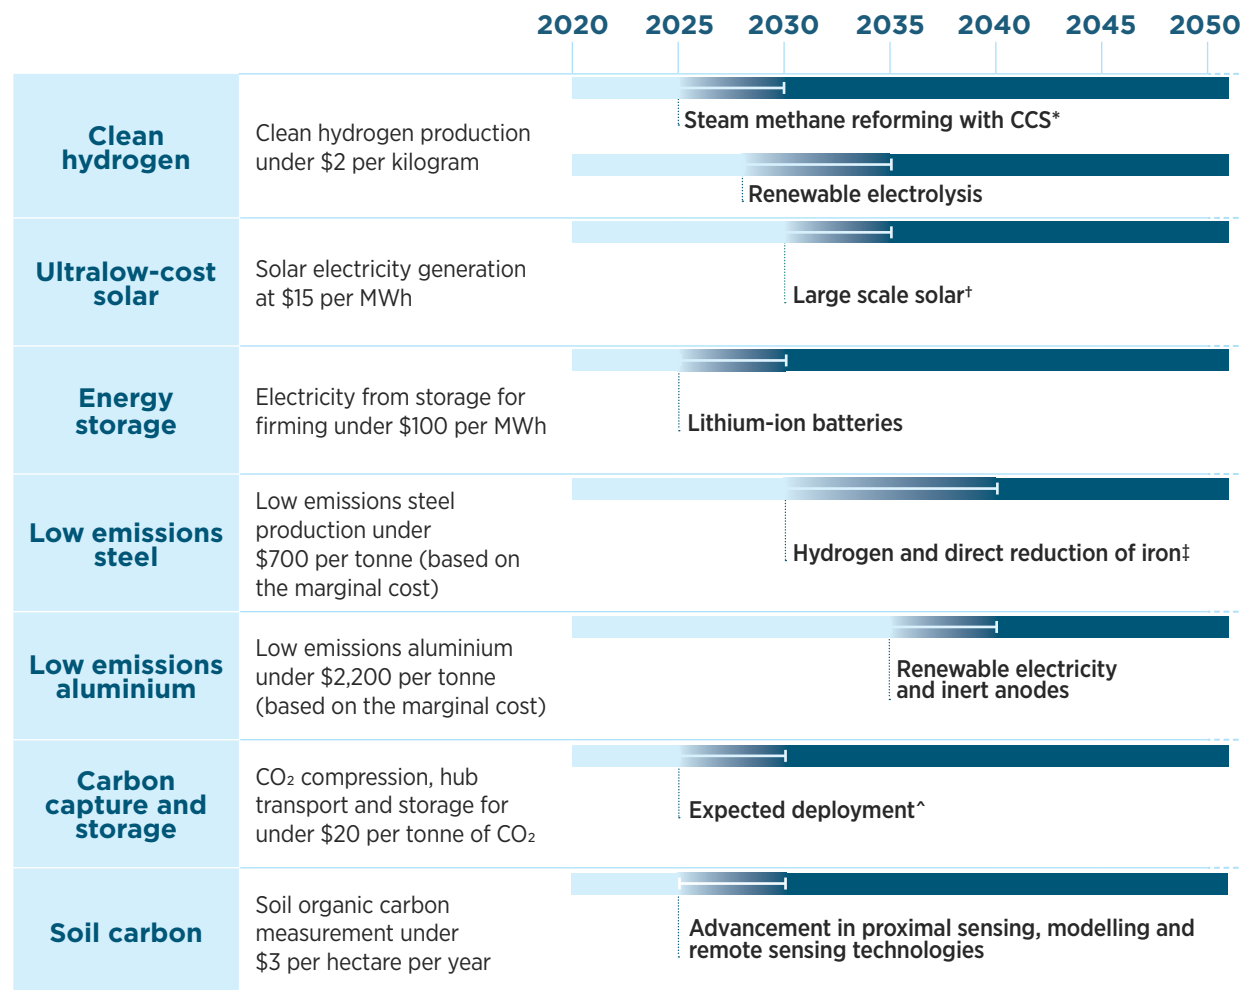 2020 2025 2030 2035 2040 2045 2050
Clean
hydrogen
Clean hydrogen production
under $2 per kilogram
Steam methane reforming with CCS*
Renewable electrolysis
Ultralow-cost
solar
Solar electricity generation
at $15 per MWh
Large scale solar†
Energy
storage
Electricity from storage for
firming under $100 per MWh
Lithium-ion batteries
Low emissions
steel
Low emissions steel
production under
$700 per tonne (based on
the marginal cost)
Hydrogen and direct reduction of iron‡
Low emissions
aluminium
Low emissions aluminium
under $2,200 per tonne
(based on the marginal cost)
Renewable electricity
and inert anodes
Carbon
capture and
storage
CO₂ compression, hub
transport and storage for
under $20 per tonne of CO₂
Expected deployment^
Soil carbon
Soil organic carbon
measurement under
$3 per hectare per year
Advancement in proximal sensing, modelling and
remote sensing technologies